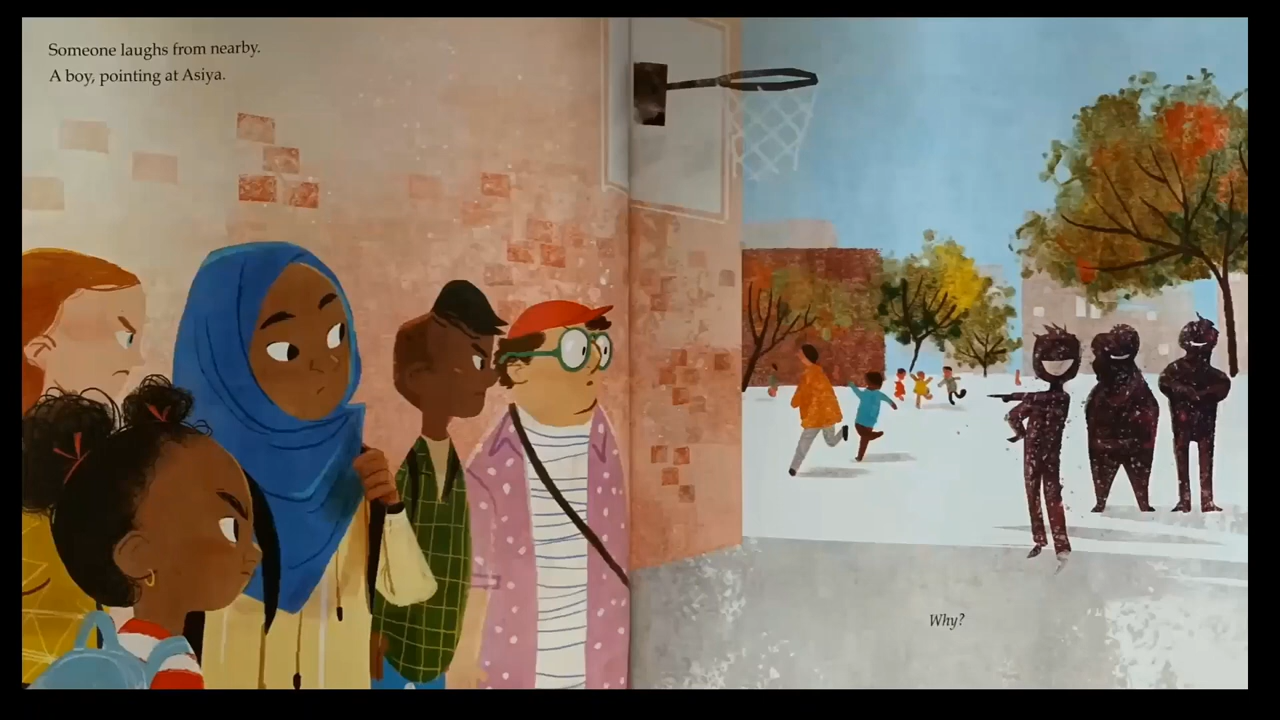 Someone laughs from nearby.
A boy, pointing at Asiya.
Why?